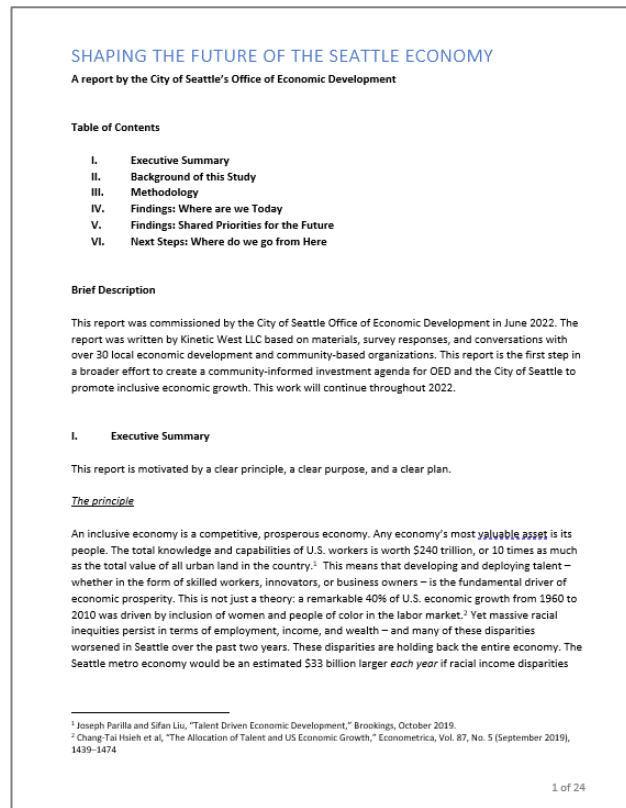 SHAPING THE FUTURE OF THE SEATTLE ECONOMY
A report by the City of Seattle's Office of Economic Development
Table of Contents
I. Executive Summary
II. Background of this Study
III. Methodology
IV. Findings: Where are we Today
V. Findings: Shared Priorities for the Future
VI. Next Steps: Where do we go from Here
Brief Description
This report was commissioned by the City of Seattle Office of Economic Development in June 2022. The
report was written by Kinetic West LLC based on materials, survey responses, and conversations with
over 30 local economic development and community-based organizations. This report is the first step in
a broader effort to create a community-informed investment agenda for OED and the City of Seattle to
promote inclusive economic growth. This work will continue throughout 2022.
I. Executive Summary
This report is motivated by a clear principle, a clear purpose, and a clear plan.
The principle
An inclusive economy is a competitive, prosperous economy. Any economy's most valuable asset is its
people. The total knowledge and capabilities of U.S. workers is worth $240 trillion, or 10 times as much
as the total value of all urban land in the country.1 This means that developing and deploying talent –
whether in the form of skilled workers, innovators, or business owners – is the fundamental driver of
economic prosperity. This is not just a theory: a remarkable 40% of U.S. economic growth from 1960 to
2010 was driven by inclusion of women and people of color in the labor market.2 Yet massive racial
inequities persist in terms of employment, income, and wealth – and many of these disparities
worsened in Seattle over the past two years. These disparities are holding back the entire economy. The
Seattle metro economy would be an estimated $33 billion larger each year if racial income disparities
1 Joseph Parilla and Sifan Liu, "Talent Driven Economic Development," Brookings, October 2019.
2 Chang-Tai Hsieh et al, "The Allocation of Talent and US Economic Growth," Econometrica, Vol. 87, No. 5 (September 2019),
1439–1474
1 of 24